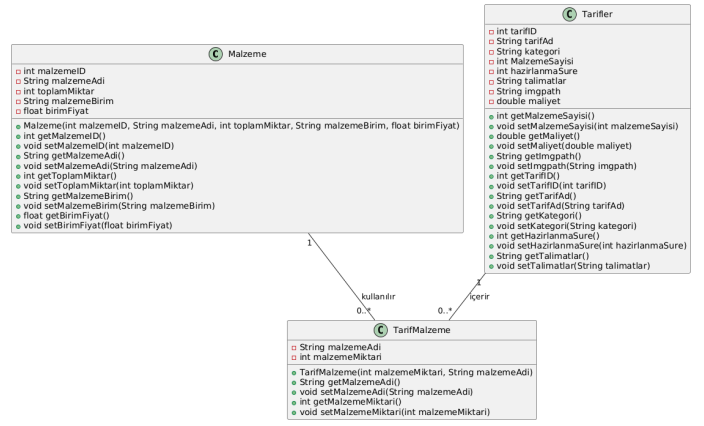 C Malzeme
int malzemeID
String malzemeAdi
int toplamMiktar
String malzemeBirim
float birimFiyat
Malzeme(int malzemeID, String malzemeAdi, int toplamMiktar, String malzemeBirim, float birimFiyat)
int getMalzemeID()
void setMalzemeID(int malzemeID)
String getMalzemeAdi()
void setMalzemeAdi(String malzemeAdi)
int getToplamMiktar()
void setToplamMiktar(int toplamMiktar)
String getMalzemeBirim()
void setMalzemeBirim(String malzemeBirim)
float getBirimFiyat()
void setBirimFiyat(float birimFiyat)
C Tarifler
int tarifID
String tarifAd
String kategori
int MalzemeSayisi
int hazirlanmaSure
String talimatlar
String imgpath
double maliyet
int getMalzemeSayisi()
void setMalzemeSayisi(int malzemeSayisi)
double getMaliyet()
void setMaliyet(double maliyet)
String getImgpath()
void setImgpath(String imgpath)
int getTarifID()
void setTarifID(int tarifID)
String getTarifAd()
void setTarifAd(String tarifAd)
String getKategori()
void setKategori(String kategori)
int getHazirlanmaSure()
void setHazirlanmaSure(int hazirlanmaSure)
String getTalimatlar()
void setTalimatlar(String talimatlar)
1
kullanılır
0..*
1
içerir
0..*
C TarifMalzeme
String malzemeAdi
int malzemeMiktari
TarifMalzeme(int malzemeMiktari, String malzemeAdi)
String getMalzemeAdi()
void setMalzemeAdi(String malzemeAdi)
int getMalzemeMiktari()
void setMalzemeMiktari(int malzemeMiktari)